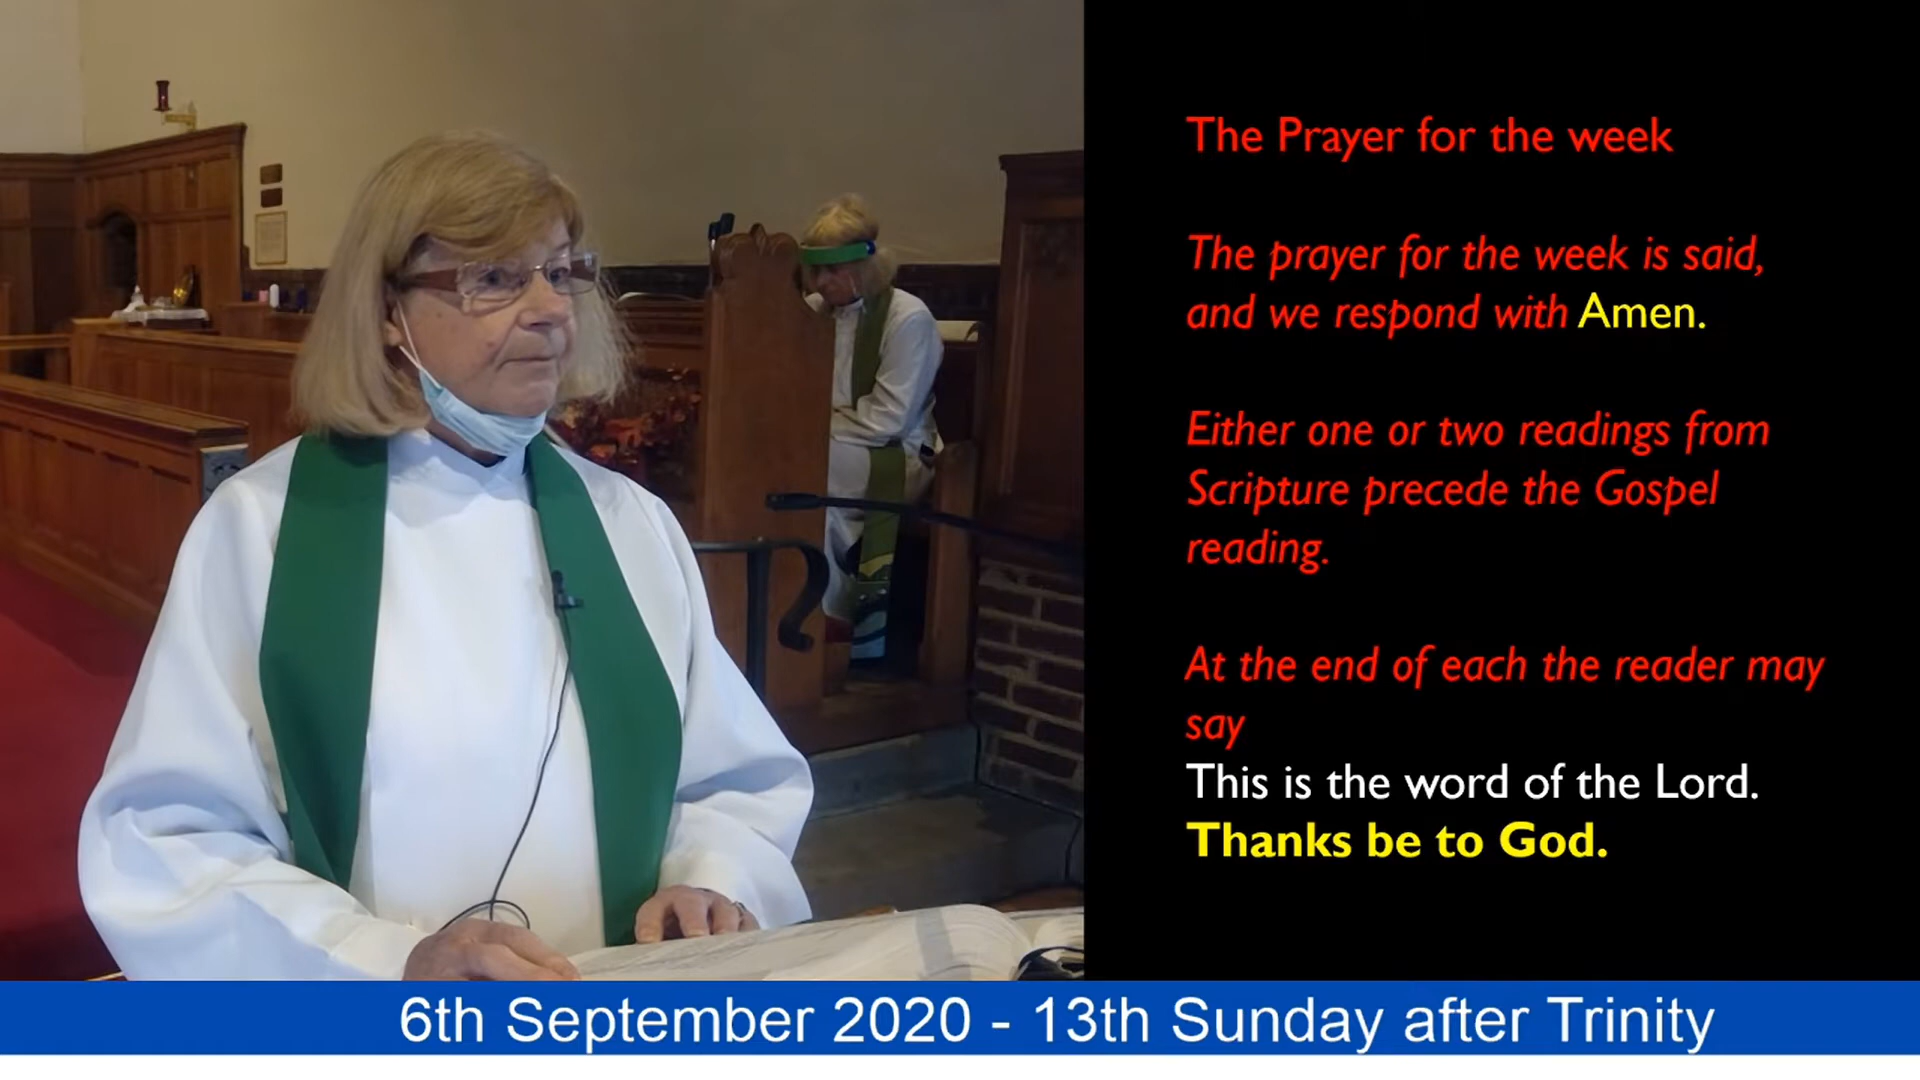 The Prayer for the week
The prayer for the week is said,
and we respond with Amen.
Either one or two readings from
Scripture precede the Gospel
reading.
At the end of each the reader may
say
This is the word of the Lord.
Thanks be to God.
6th September 2020 - 13th Sunday after Trinity